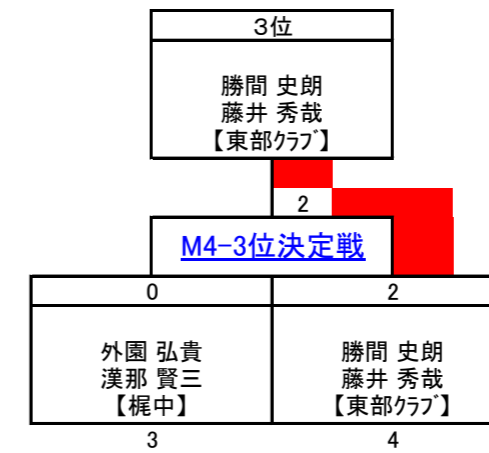 3位
勝間 史朗
藤井 秀哉
【東部クラブ】
2
M4-3位決定戦
0
2
外園 弘貴
漢那 賢三
【梶中】
勝間 史朗
藤井 秀哉
【東部クラブ】
3
4